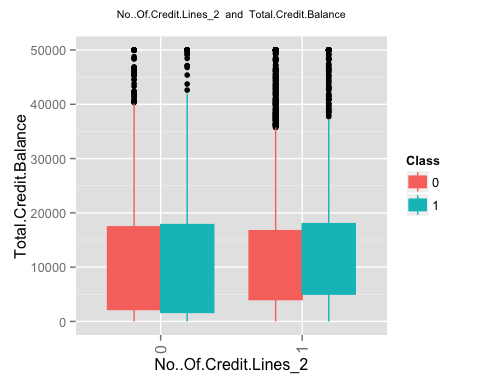 No..Of.Credit.Lines_2 and Total.Credit.Balance
50000
40000
30000
20000
10000
0
Total.Credit.Balance
0
1
No..Of.Credit.Lines_2
Class
0
1